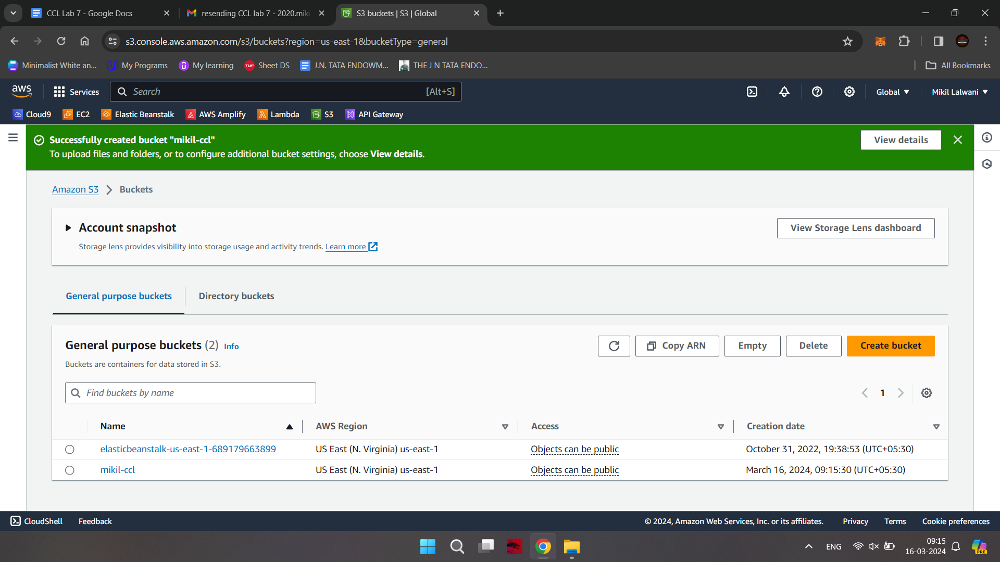 CCL Lab 7 - Google Docs
resending CCL lab 7 - 2020.miki
S3 buckets | S3 | Global
s3.console.aws.amazon.com/s3/buckets?region=us-east-1&bucketType=general
Minimalist White an...
My Programs
My learning
TUF
Sheet DS
J.N. TATA ENDOWM...
THE J N TATA ENDO...
All Bookmarks
aws
Services
Search
[Alt+S]
Global
Mikil Lalwani
Cloud9
EC2
Elastic Beanstalk
AWS Amplify
Lambda
S3
API Gateway
Successfully created bucket "mikil-ccl"
To upload files and folders, or to configure additional bucket settings, choose View details.
View details
Amazon S3
Buckets
Account snapshot
Storage lens provides visibility into storage usage and activity trends. Learn more
View Storage Lens dashboard
General purpose buckets
Directory buckets
General purpose buckets (2) Info
Buckets are containers for data stored in S3.
Copy ARN
Empty
Delete
Create bucket
Find buckets by name
1
Name
AWS Region
Access
Creation date
elasticbeanstalk-us-east-1-689179663899
US East (N. Virginia) us-east-1
Objects can be public
October 31, 2022, 19:38:53 (UTC+05:30)
mikil-ccl
US East (N. Virginia) us-east-1
Objects can be public
March 16, 2024, 09:15:30 (UTC+05:30)
CloudShell
Feedback
© 2024, Amazon Web Services, Inc. or its affiliates.
Privacy
Terms
Cookie preferences
ENG
09:15
16-03-2024
PRE